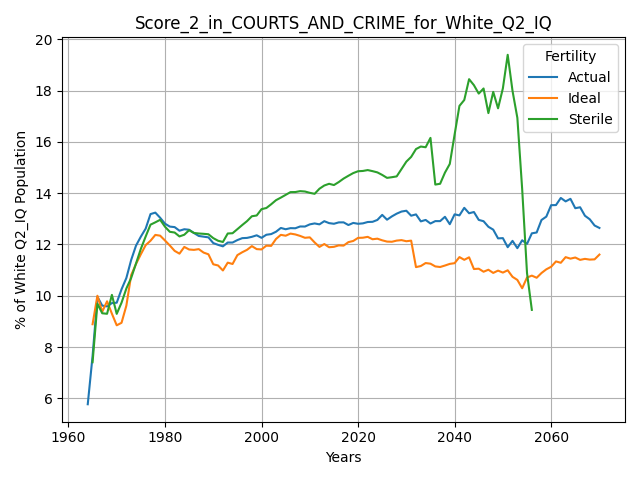 Score_2_in_COURTS_AND_CRIME_for_White_Q2_IQ
% of White Q2_IQ Population
20
18
16
14
12
10
8
6
Fertility
Actual
Ideal
Sterile
1960
1980
2000
2020
2040
2060
Years